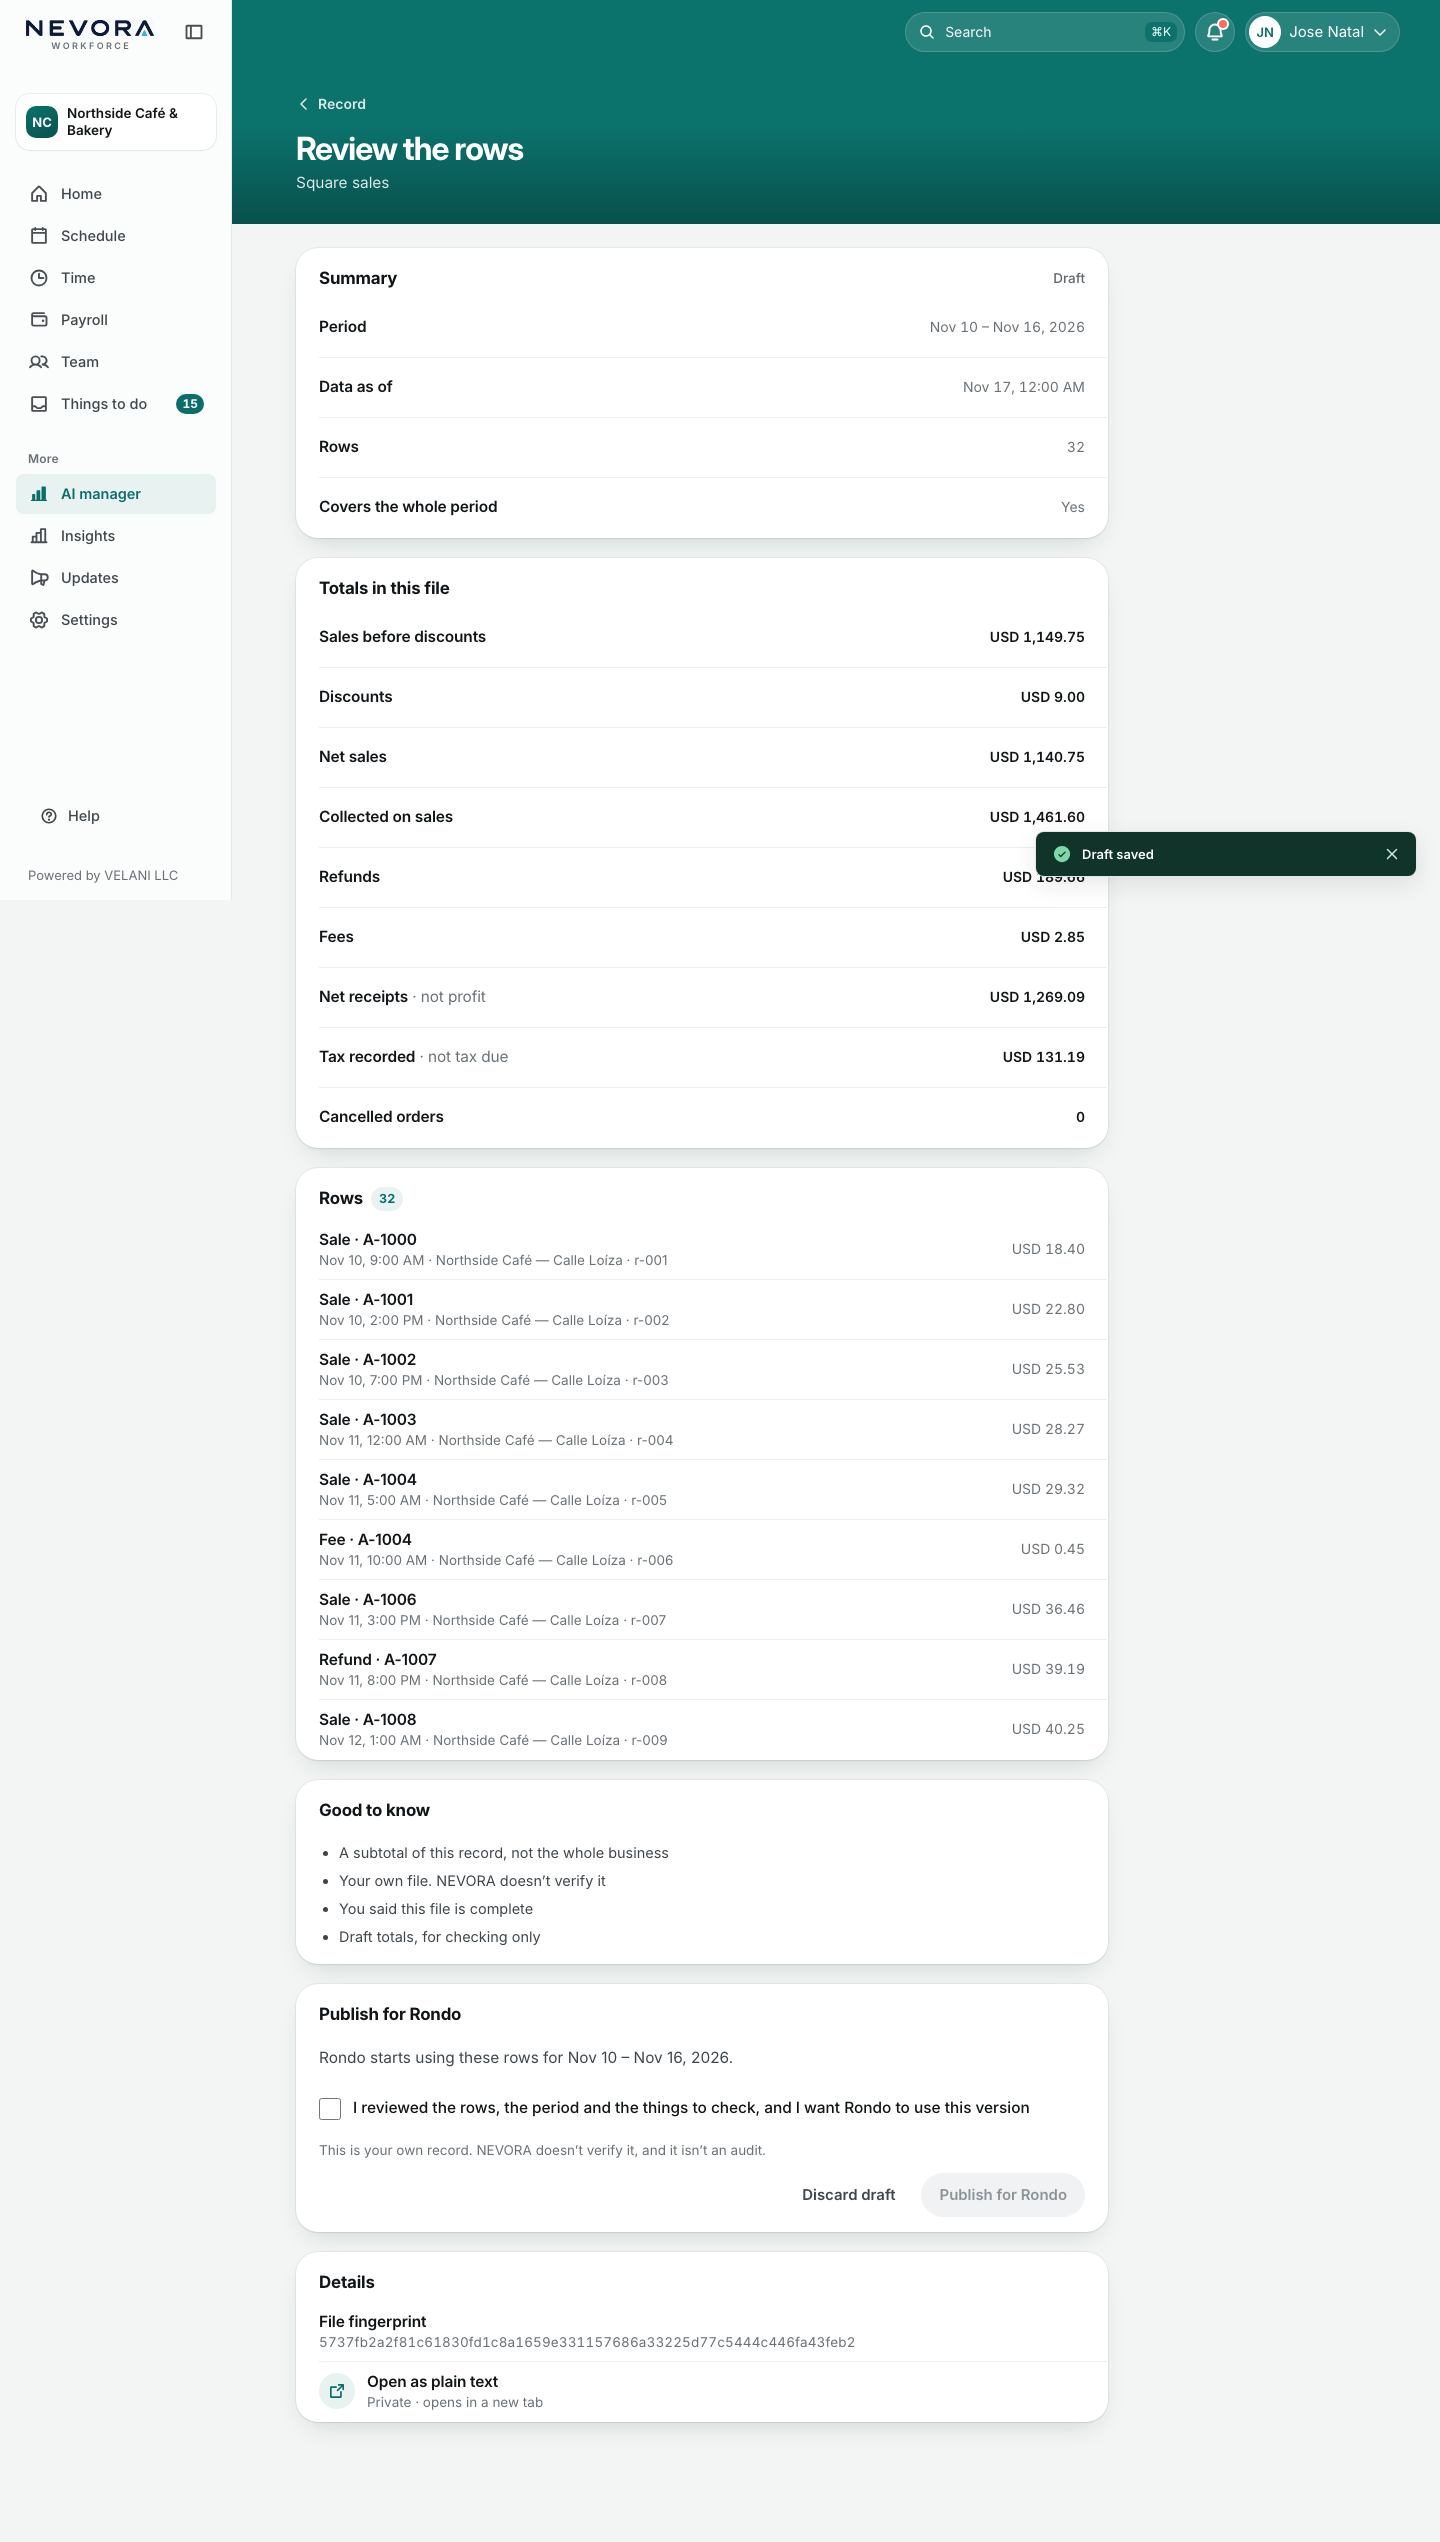 NEVORA
WORKFORCE
Search
⌘K
JN
Jose Natal
NC
Northside Café &
Bakery
Home
Schedule
Time
Payroll
Team
Things to do
15
More
AI manager
Insights
Updates
Settings
Help
Powered by VELANI LLC
Record
Review the rows
Square sales
Summary
Draft
Period
Nov 10 – Nov 16, 2026
Data as of
Nov 17, 12:00 AM
Rows
32
Covers the whole period
Yes
Totals in this file
Sales before discounts
USD 1,149.75
Discounts
USD 9.00
Net sales
USD 1,140.75
Collected on sales
USD 1,461.60
Draft saved
Refunds
USD 189.66
Fees
USD 2.85
Net receipts · not profit
USD 1,269.09
Tax recorded · not tax due
USD 131.19
Cancelled orders
0
Rows
32
Sale · A-1000
Nov 10, 9:00 AM · Northside Café — Calle Loíza · r-001
USD 18.40
Sale · A-1001
Nov 10, 2:00 PM · Northside Café — Calle Loíza · r-002
USD 22.80
Sale · A-1002
Nov 10, 7:00 PM · Northside Café — Calle Loíza · r-003
USD 25.53
Sale · A-1003
Nov 11, 12:00 AM · Northside Café — Calle Loíza · r-004
USD 28.27
Sale · A-1004
Nov 11, 5:00 AM · Northside Café — Calle Loíza · r-005
USD 29.32
Fee · A-1004
Nov 11, 10:00 AM · Northside Café — Calle Loíza · r-006
USD 0.45
Sale · A-1006
Nov 11, 3:00 PM · Northside Café — Calle Loíza · r-007
USD 36.46
Refund · A-1007
Nov 11, 8:00 PM · Northside Café — Calle Loíza · r-008
USD 39.19
Sale · A-1008
Nov 12, 1:00 AM · Northside Café — Calle Loíza · r-009
USD 40.25
Good to know
• A subtotal of this record, not the whole business
• Your own file. NEVORA doesn’t verify it
• You said this file is complete
• Draft totals, for checking only
Publish for Rondo
Rondo starts using these rows for Nov 10 – Nov 16, 2026.
I reviewed the rows, the period and the things to check, and I want Rondo to use this version
This is your own record. NEVORA doesn’t verify it, and it isn’t an audit.
Discard draft
Publish for Rondo
Details
File fingerprint
5737fb2a2f81c61830fd1c8a1659e331157686a33225d77c5444c446fa43feb2
Open as plain text
Private · opens in a new tab